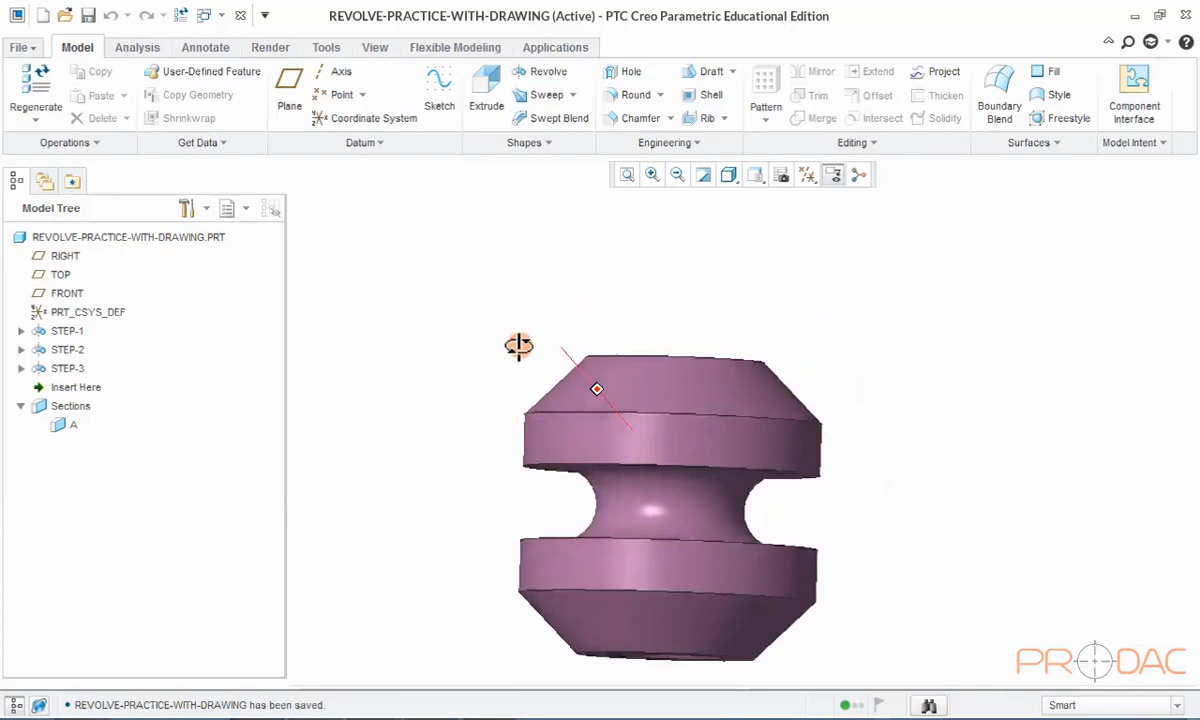 REVOLVE-PRACTICE-WITH-DRAWING (Active) - PTC Creo Parametric Educational Edition
File Model Analysis Annotate Render Tools View Flexible Modeling Applications
Regenerate Copy Paste Delete User-Defined Feature Copy Geometry Shrinkwrap Plane Axis Point Coordinate System Sketch Extrude Revolve Sweep Swept Blend Hole Round Chamfer Draft Shell Rib Pattern Mirror Trim Merge Extend Offset Intersect Project Thicken Solidify Boundary Blend Fill Style Freestyle Component Interface
Operations Get Data Datum Shapes Engineering Editing Surfaces Model Intent
Model Tree
REVOLVE-PRACTICE-WITH-DRAWING.PRT
RIGHT
TOP
FRONT
PRT_CSYS_DEF
STEP-1
STEP-2
STEP-3
Insert Here
Sections
A
PRODAC
• REVOLVE-PRACTICE-WITH-DRAWING has been saved.
Smart